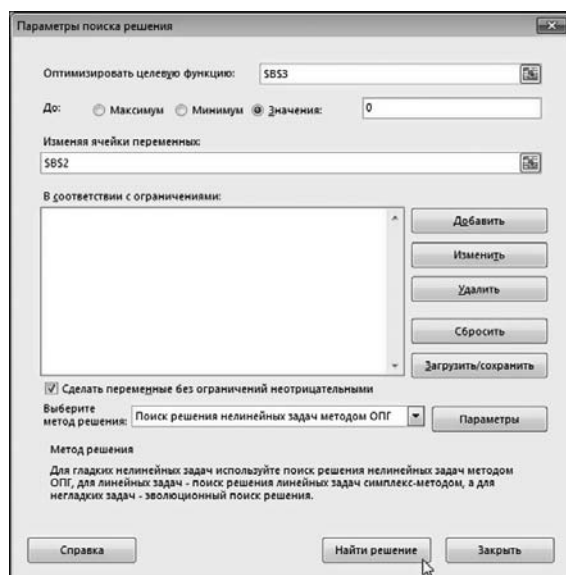 Параметры поиска решения
Оптимизировать целевую функцию: $B$3
До: Максимум Минимум Значения: 0
Изменяя ячейки переменных:
$B$2
В соответствии с ограничениями:
Добавить
Изменить
Удалить
Сбросить
Загрузить/сохранить
Сделать переменные без ограничений неотрицательными
Выберите
метод решения: Поиск решения нелинейных задач методом ОПГ Параметры
Метод решения
Для гладких нелинейных задач используйте поиск решения нелинейных задач методом
ОПГ, для линейных задач - поиск решения линейных задач симплекс-методом, а для
негладких задач - эволюционный поиск решения.
Справка Найти решение Закрыть